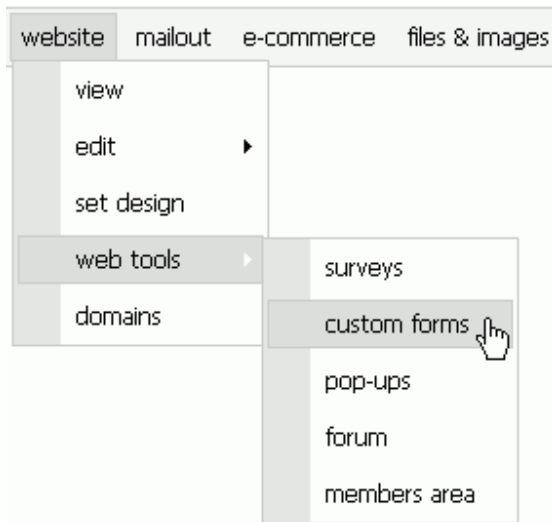 website mailout e-commerce files & images
view
edit
set design
web tools
domains
surveys
custom forms
pop-ups
forum
members area